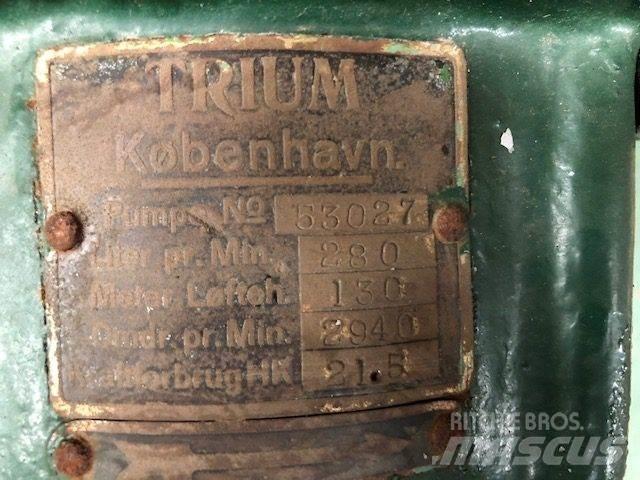 TRIUM
København.
Pumpe No 53027
Liter pr. Min. 280
Meter Løfteh. 130
Omdr. pr. Min. 2940
Kraftforbrug HK 21.5
RITCHIE BROS.
mascus